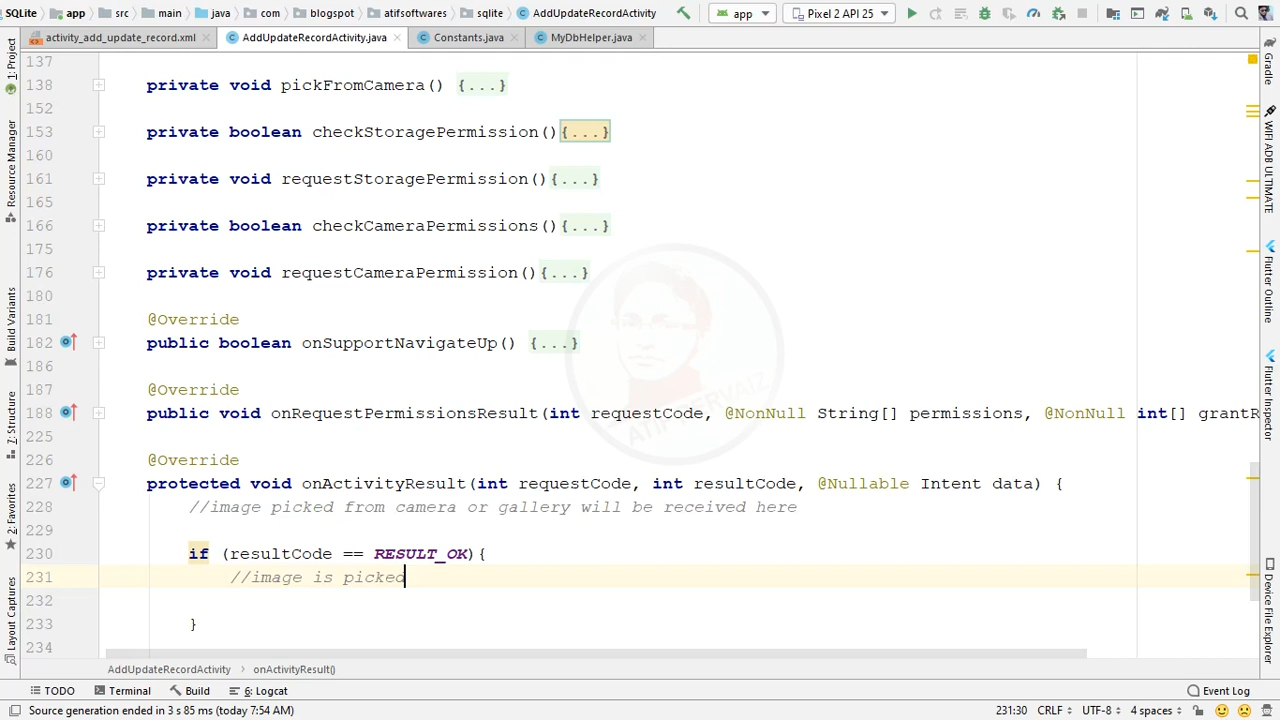 SQLite app src main java com blogspot atifsoftwares sqlite AddUpdateRecordActivity app Pixel 2 API 25
activity_add_update_record.xml AddUpdateRecordActivity.java Constants.java MyDbHelper.java
137
138 private void pickFromCamera() {...}
152
153 private boolean checkStoragePermission(){...}
160
161 private void requestStoragePermission(){...}
165
166 private boolean checkCameraPermissions(){...}
175
176 private void requestCameraPermission(){...}
180
181 @Override
182 public boolean onSupportNavigateUp() {...}
186
187 @Override
188 public void onRequestPermissionsResult(int requestCode, @NonNull String[] permissions, @NonNull int[] grantR
225
226 @Override
227 protected void onActivityResult(int requestCode, int resultCode, @Nullable Intent data) {
228 //image picked from camera or gallery will be received here
229
230 if (resultCode == RESULT_OK){
231 //image is picked
232
233 }
234
AddUpdateRecordActivity onActivityResult()
TODO Terminal Build 6: Logcat Event Log
Source generation ended in 3 s 85 ms (today 7:54 AM) 231:30 CRLF UTF-8 4 spaces
1: Project
Resource Manager
Build Variants
7: Structure
2: Favorites
Layout Captures
Gradle
WIFI ADB ULTIMATE
Flutter Outline
Flutter Inspector
Device File Explorer
ATIF PERVAIZ